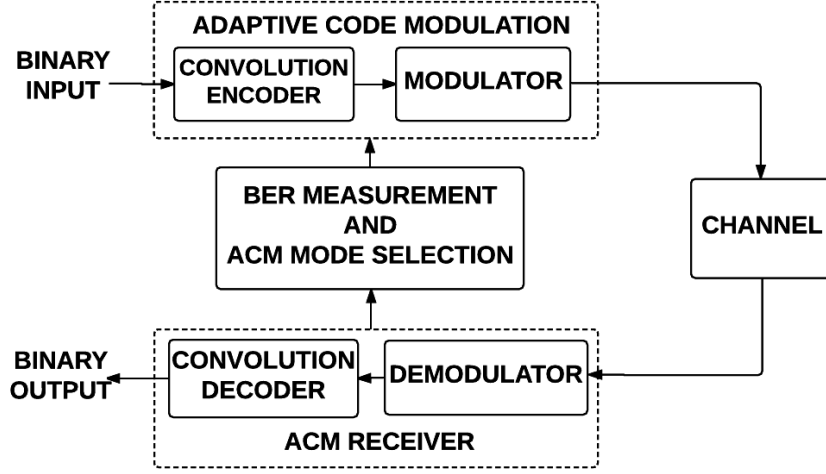 ADAPTIVE CODE MODULATION
BINARY
INPUT
CONVOLUTION
ENCODER
MODULATOR
BER MEASUREMENT
AND
ACM MODE SELECTION
CHANNEL
BINARY
OUTPUT
CONVOLUTION
DECODER
DEMODULATOR
ACM RECEIVER